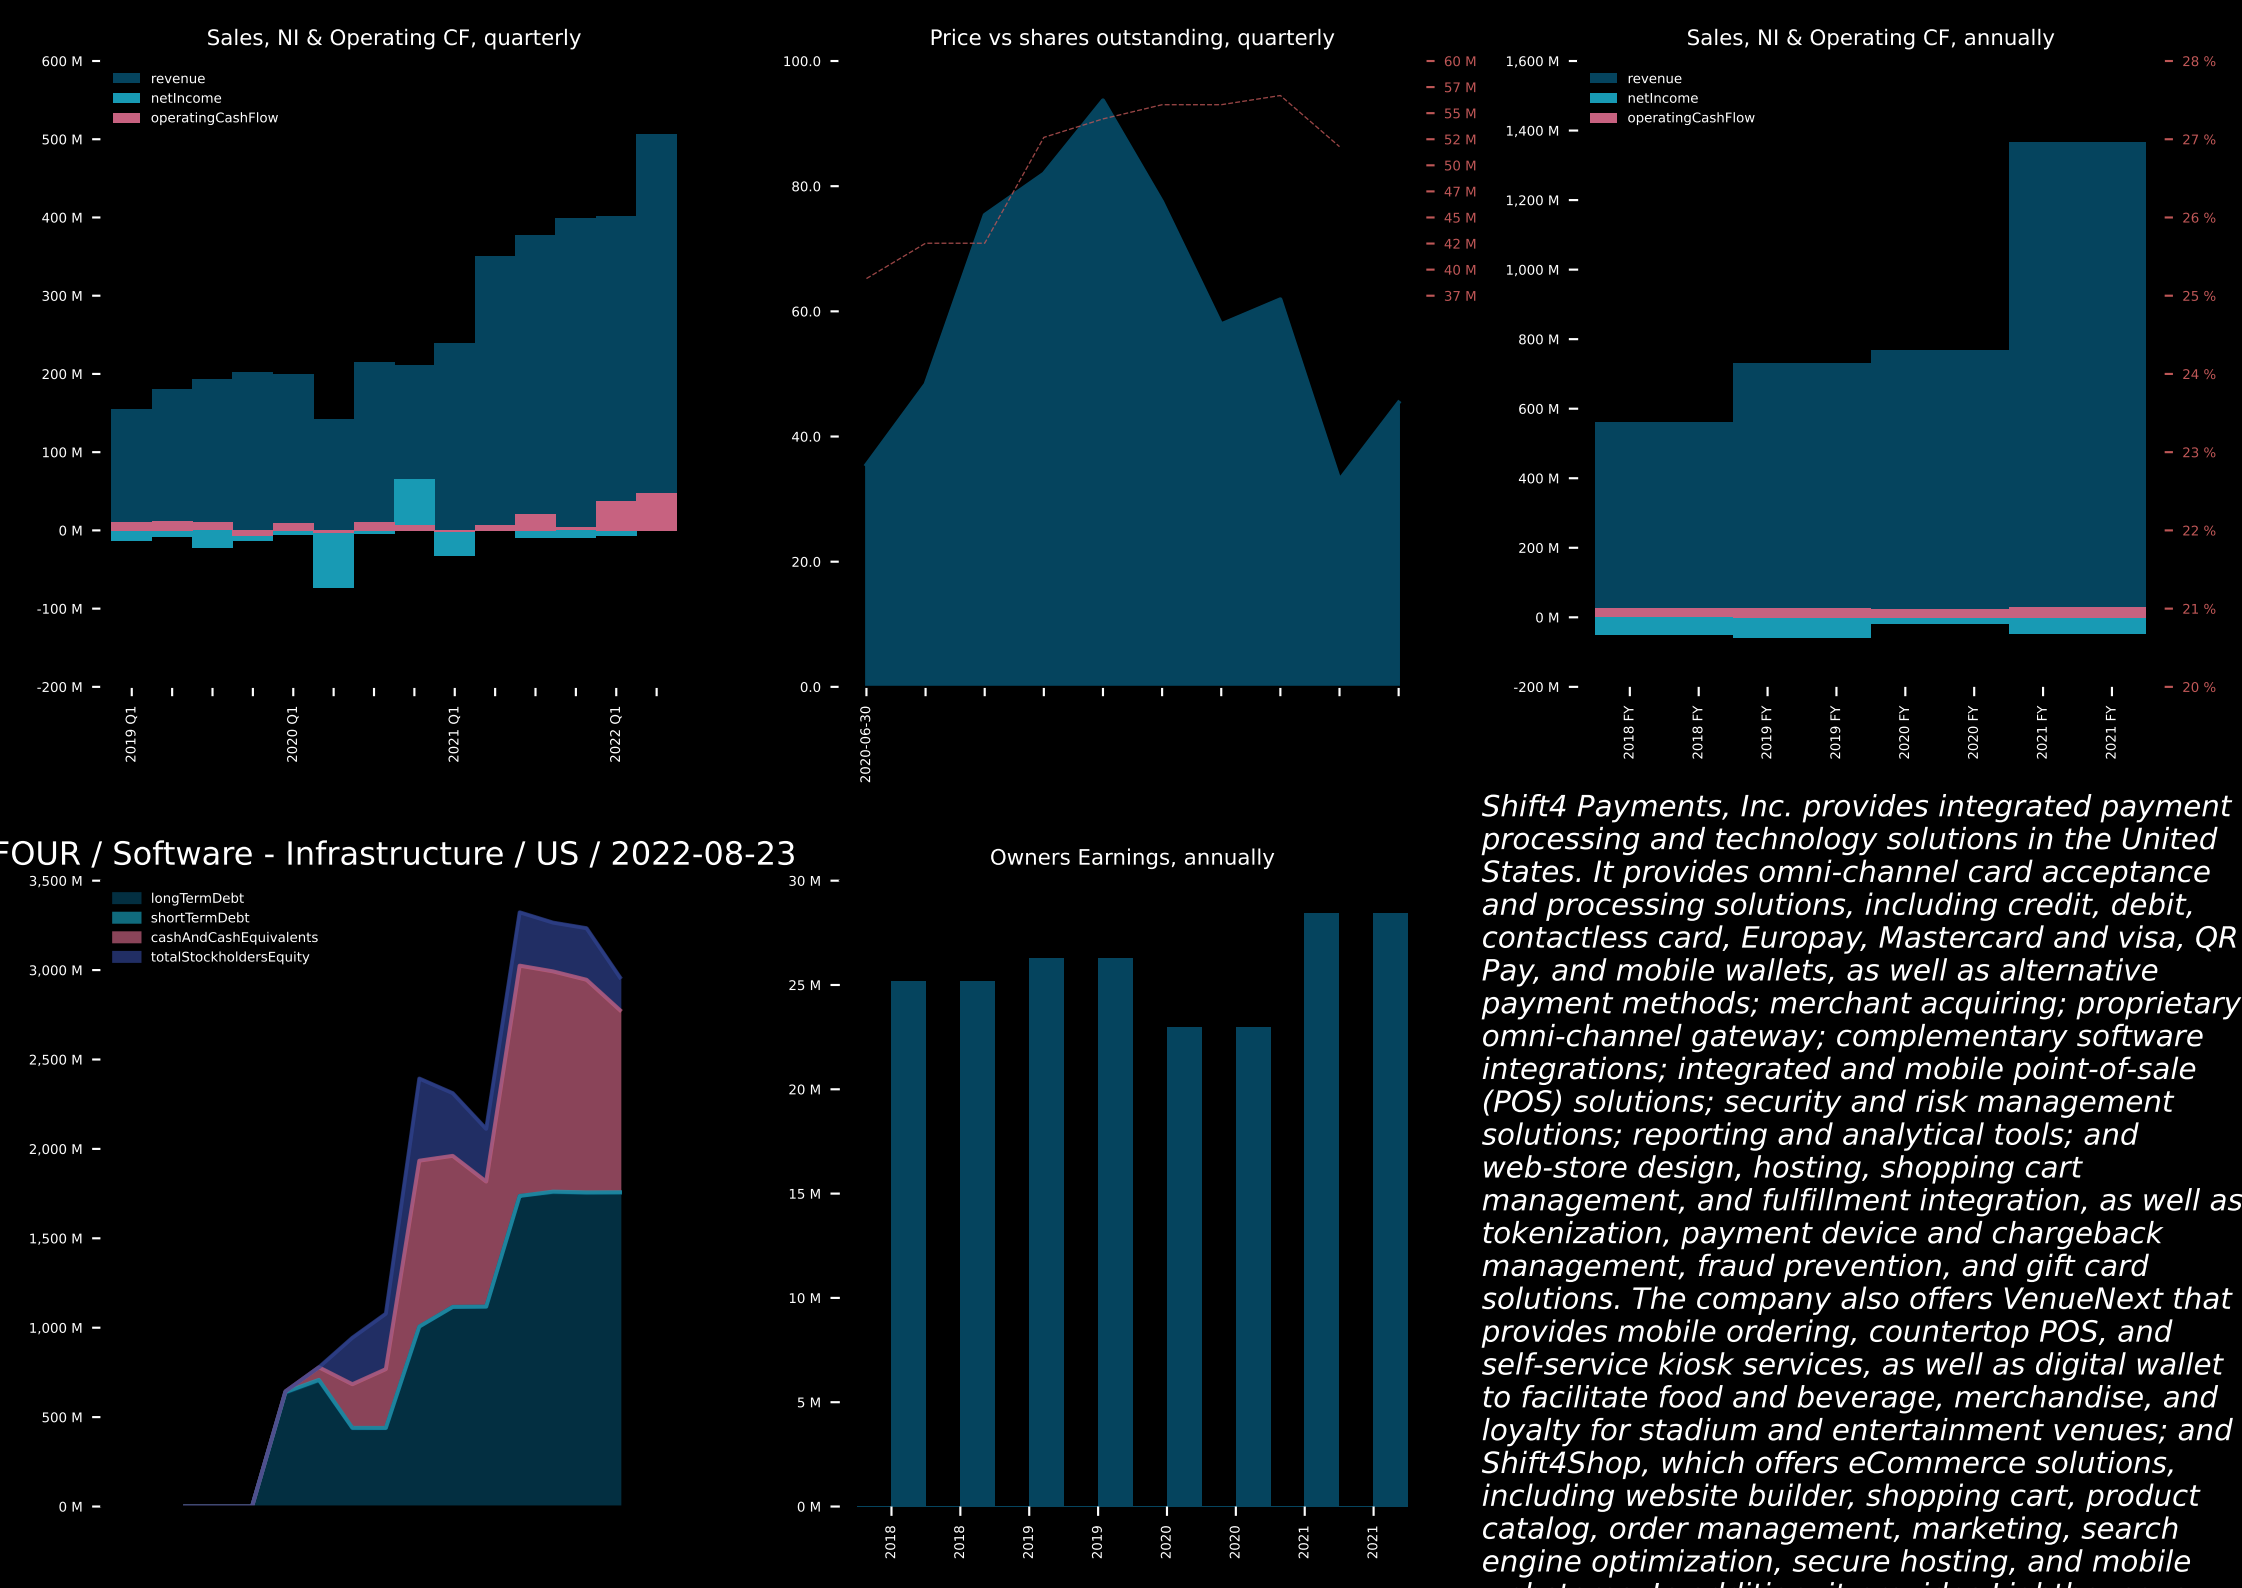 Sales, NI & Operating CF, quarterly
600 M
500 M
400 M
300 M
200 M
100 M
0 M
-100 M
-200 M
revenue
netIncome
operatingCashFlow
2019 Q1
2020 Q1
2021 Q1
2022 Q1
Price vs shares outstanding, quarterly
100.0
80.0
60.0
40.0
20.0
0.0
60 M
57 M
55 M
52 M
50 M
47 M
45 M
42 M
40 M
37 M
2020-06-30
Sales, NI & Operating CF, annually
1,600 M
1,400 M
1,200 M
1,000 M
800 M
600 M
400 M
200 M
0 M
-200 M
revenue
netIncome
operatingCashFlow
28 %
27 %
26 %
25 %
24 %
23 %
22 %
21 %
20 %
2018 FY
2018 FY
2019 FY
2019 FY
2020 FY
2020 FY
2021 FY
2021 FY
FOUR / Software - Infrastructure / US / 2022-08-23
3,500 M
3,000 M
2,500 M
2,000 M
1,500 M
1,000 M
500 M
0 M
longTermDebt
shortTermDebt
cashAndCashEquivalents
totalStockholdersEquity
Owners Earnings, annually
30 M
25 M
20 M
15 M
10 M
5 M
0 M
2018
2018
2019
2019
2020
2020
2021
2021
Shift4 Payments, Inc. provides integrated payment
processing and technology solutions in the United
States. It provides omni-channel card acceptance
and processing solutions, including credit, debit,
contactless card, Europay, Mastercard and visa, QR
Pay, and mobile wallets, as well as alternative
payment methods; merchant acquiring; proprietary
omni-channel gateway; complementary software
integrations; integrated and mobile point-of-sale
(POS) solutions; security and risk management
solutions; reporting and analytical tools; and
web-store design, hosting, shopping cart
management, and fulfillment integration, as well as
tokenization, payment device and chargeback
management, fraud prevention, and gift card
solutions. The company also offers VenueNext that
provides mobile ordering, countertop POS, and
self-service kiosk services, as well as digital wallet
to facilitate food and beverage, merchandise, and
loyalty for stadium and entertainment venues; and
Shift4Shop, which offers eCommerce solutions,
including website builder, shopping cart, product
catalog, order management, marketing, search
engine optimization, secure hosting, and mobile